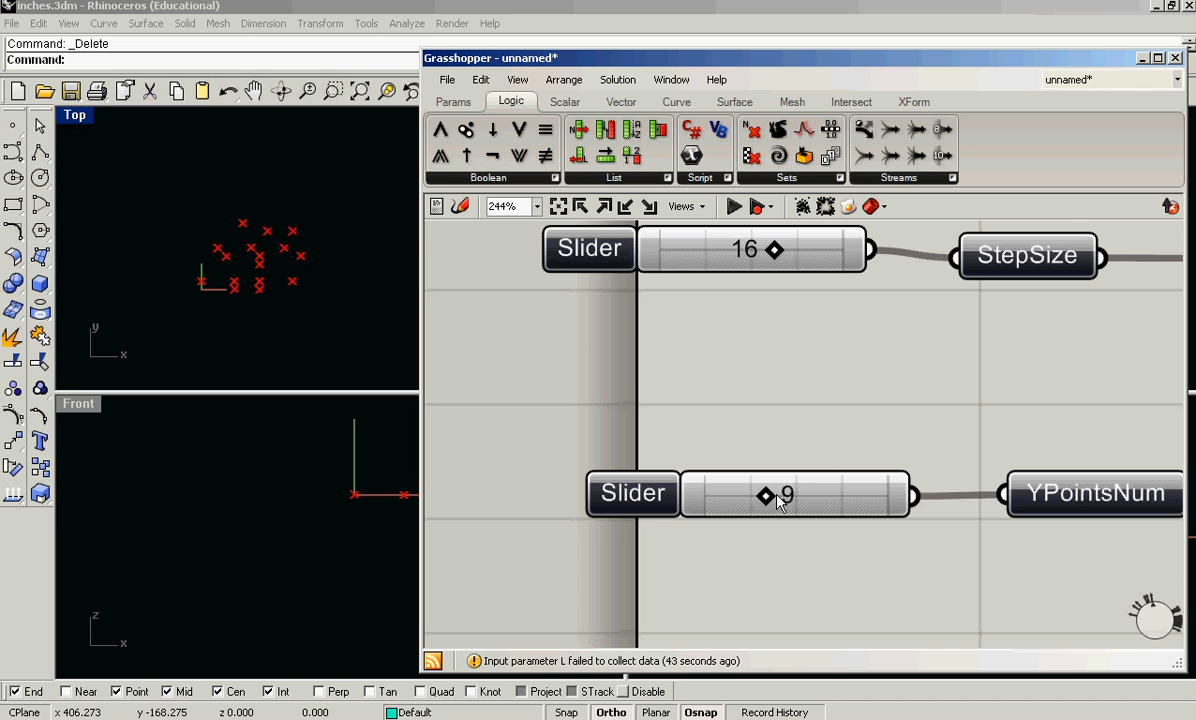 inches.3dm - Rhinoceros (Educational)
File Edit View Curve Surface Solid Mesh Dimension Transform Tools Analyze Render Help
Command: _Delete
Command:
Grasshopper - unnamed*
File Edit View Arrange Solution Window Help unnamed*
Params Logic Scalar Vector Curve Surface Mesh Intersect XForm
Boolean List Script Sets Streams
244% Views
Top
y
x
Slider 16 StepSize
Front
Slider 9 YPointsNum
z
x
Input parameter L failed to collect data (43 seconds ago)
End Near Point Mid Cen Int Perp Tan Quad Knot Project STrack Disable
CPlane x 406.273 y -168.275 z 0.000 0.000 Default Snap Ortho Planar Osnap Record History